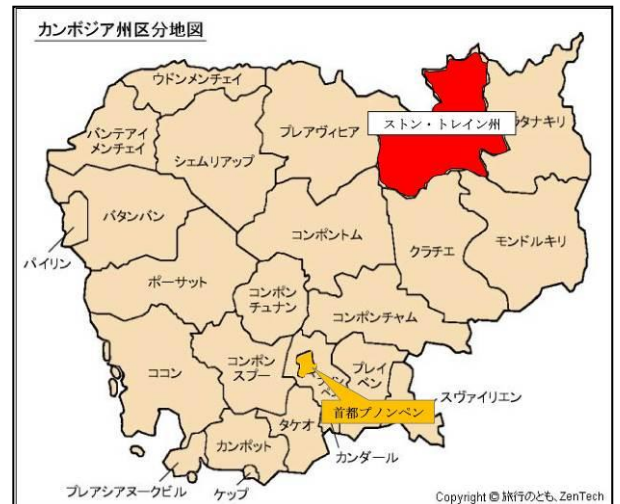 カンボジア州区分地図
ウドンメンチェイ
バンテアイ
メンチェイ
シェムリアップ
プレアヴィヒア
ストン・トレイン州
ラタナキリ
バタンバン
パイリン
コンポントム
クラチエ
モンドルキリ
ポーサット
コンポン
チュナン
コンポンチャム
ココン
コンポン
スプー
プレイ
ベン
スヴァイリエン
首都プノンペン
タケオ
カンダール
カンポット
プレアシアヌークビル
ケップ
Copyright © 旅行のとも、ZenTech